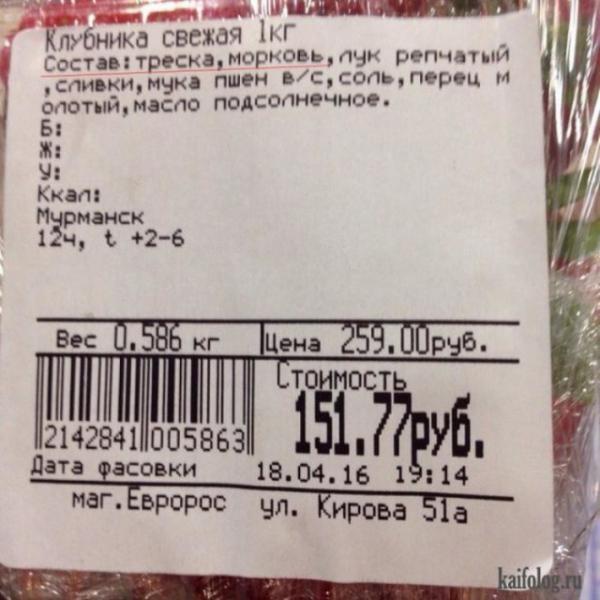 Клубника свежая 1кг
Состав:треска,морковь,лук репчатый
,сливки,мука пшен в/с,соль,перец м
олотый,масло подсолнечное.
Б:
Ж:
У:
Ккал:
Мурманск
12ч, t +2-6
Вес 0.586 кг Цена 259.00руб.
Стоимость
151.77руб.
2142841 005863
Дата фасовки 18.04.16 19:14
маг.Евророс ул. Кирова 51а
kaifolog.ru